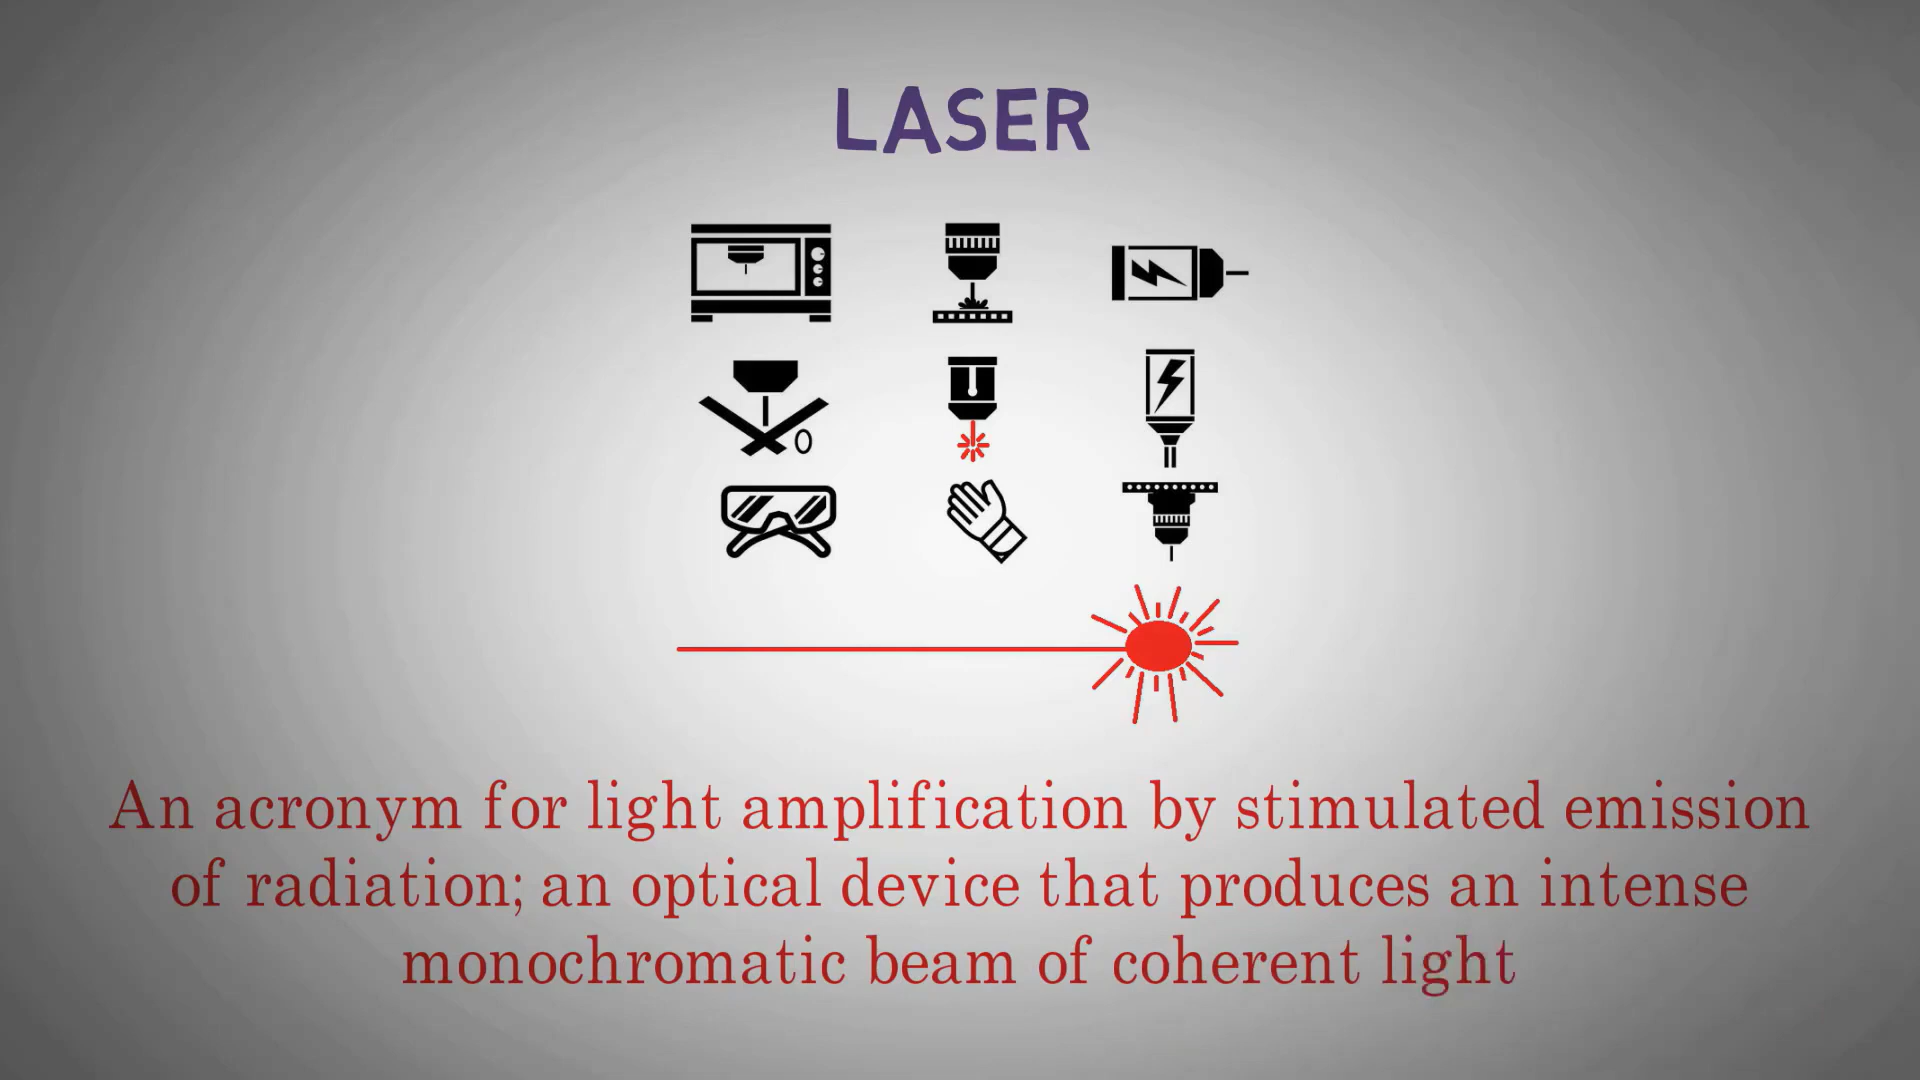 LASER
An acronym for light amplification by stimulated emission
of radiation; an optical device that produces an intense
monochromatic beam of coherent light